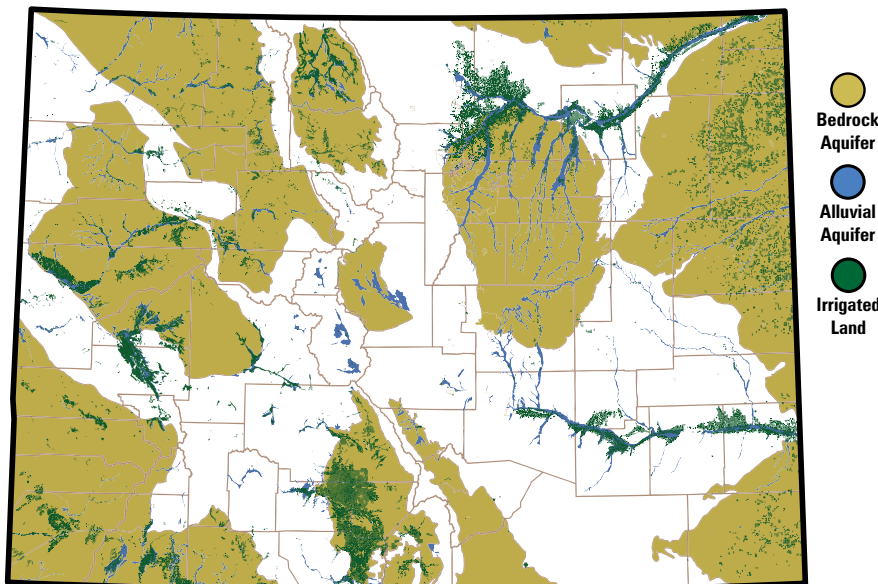 Bedrock
Aquifer
Alluvial
Aquifer
Irrigated
Land